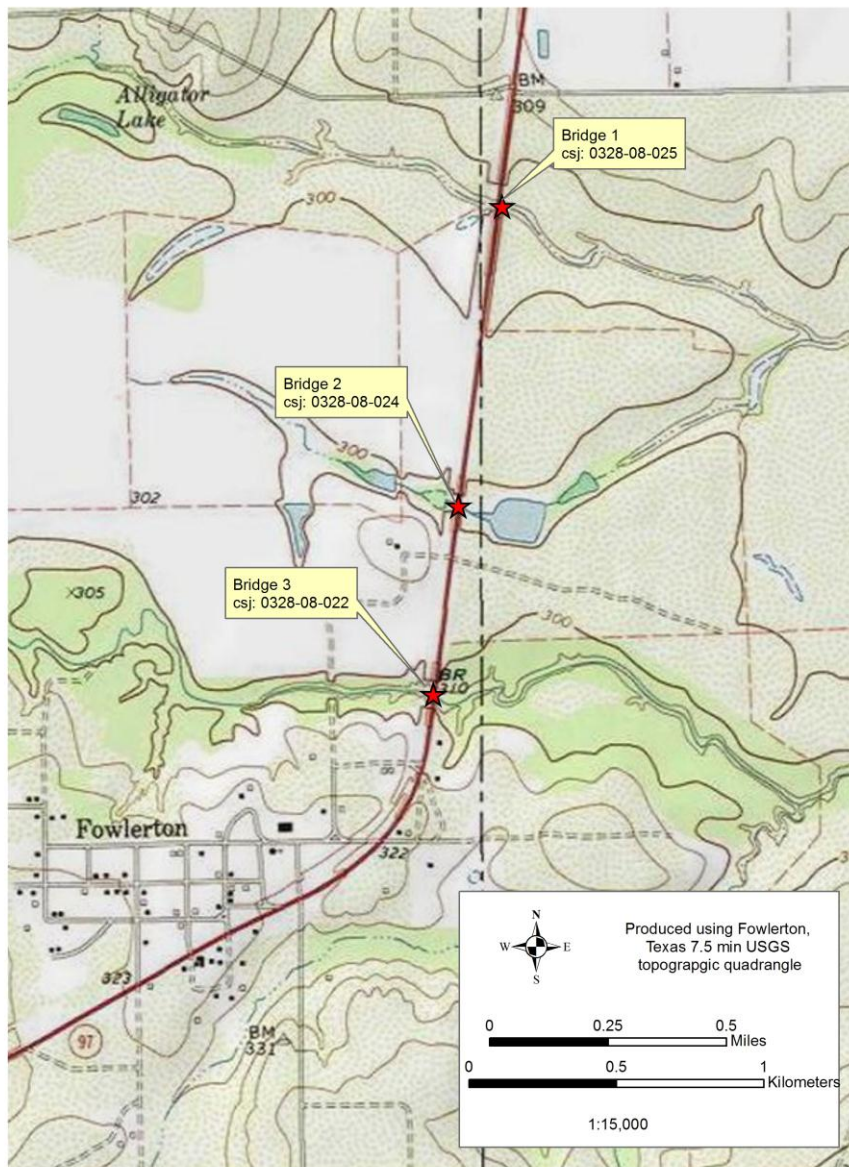 Alligator
Lake
BM
309
Bridge 1
csj: 0328-08-025
300
Bridge 2
csj: 0328-08-024
300
302
Bridge 3
csj: 0328-08-022
X305
300
BR
310
Fowlerton
322
323
97
BM
331
N
W
E
S
Produced using Fowlerton,
Texas 7.5 min USGS
topograpgic quadrangle
0 0.25 0.5
Miles
0 0.5 1
Kilometers
1:15,000